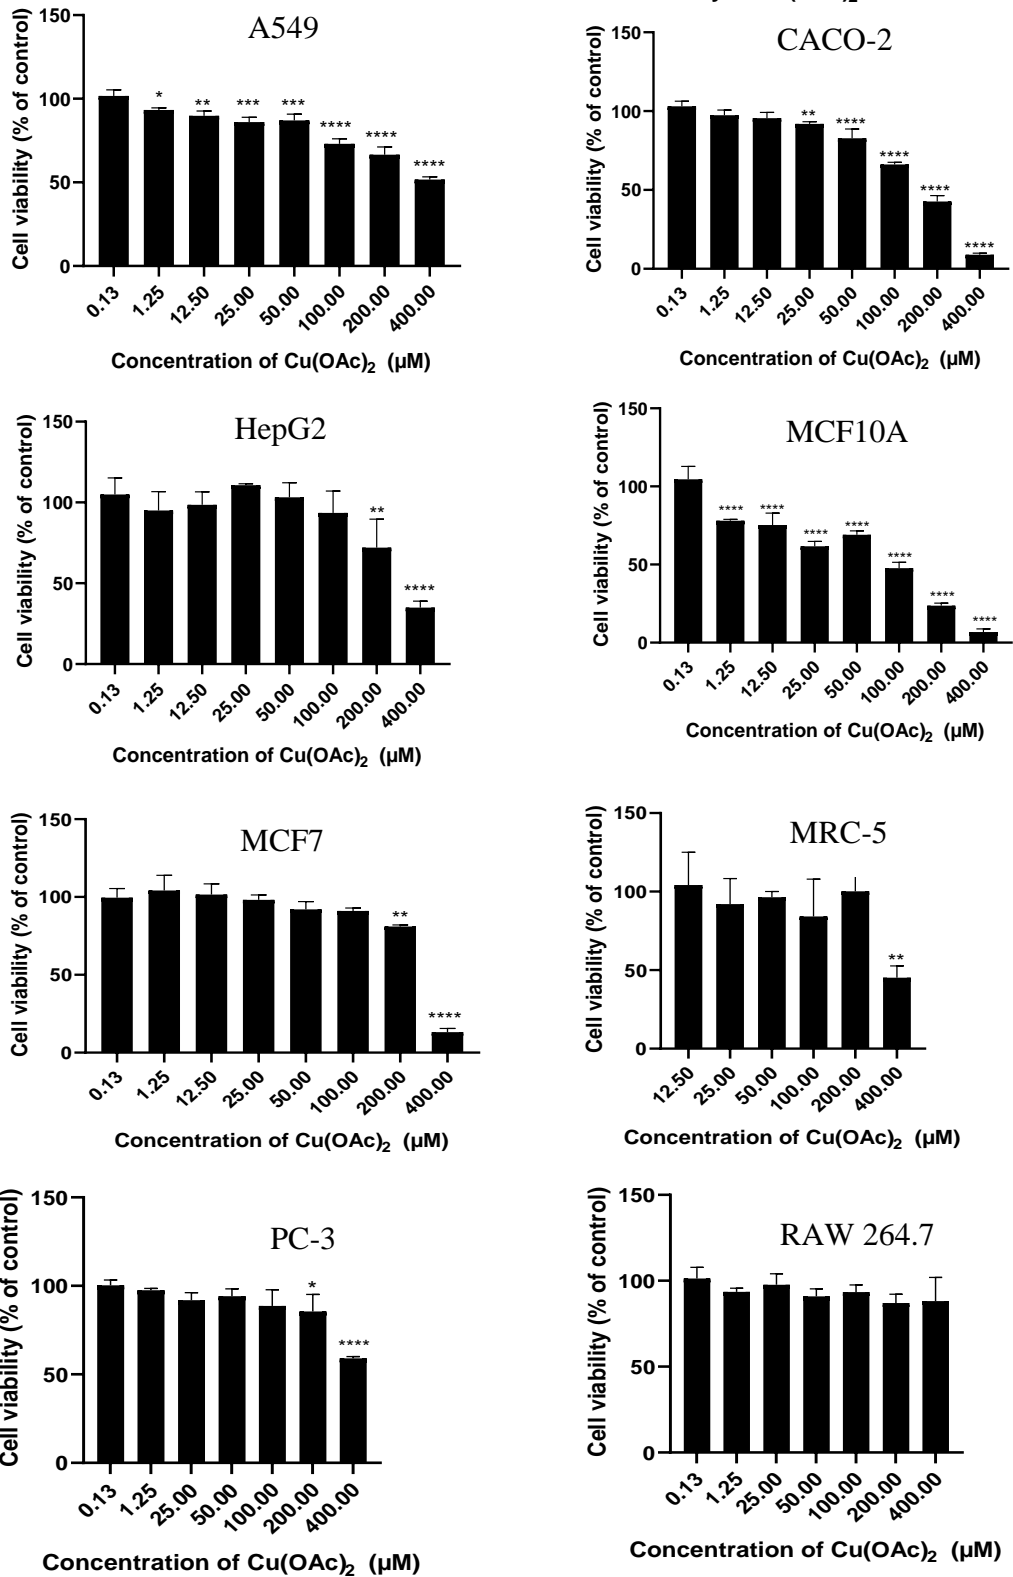 A549
Cell viability (% of control)
150
100
50
0
* ** *** *** **** **** ****
0.13 1.25 12.50 25.00 50.00 100.00 200.00 400.00
Concentration of Cu(OAc)2 (µM)
CACO-2
Cell viability (% of control)
150
100
50
0
** **** **** **** ****
0.13 1.25 12.50 25.00 50.00 100.00 200.00 400.00
Concentration of Cu(OAc)2 (µM)
HepG2
Cell viability (% of control)
150
100
50
0
** ****
0.13 1.25 12.50 25.00 50.00 100.00 200.00 400.00
Concentration of Cu(OAc)2 (µM)
MCF10A
Cell viability (% of control)
150
100
50
0
**** **** **** **** **** **** ****
0.13 1.25 12.50 25.00 50.00 100.00 200.00 400.00
Concentration of Cu(OAc)2 (µM)
MCF7
Cell viability (% of control)
150
100
50
0
** ****
0.13 1.25 12.50 25.00 50.00 100.00 200.00 400.00
Concentration of Cu(OAc)2 (µM)
MRC-5
Cell viability (% of control)
150
100
50
0
**
12.50 25.00 50.00 100.00 200.00 400.00
Concentration of Cu(OAc)2 (µM)
PC-3
Cell viability (% of control)
150
100
50
0
* ****
0.13 1.25 25.00 50.00 100.00 200.00 400.00
Concentration of Cu(OAc)2 (µM)
RAW 264.7
Cell viability (% of control)
150
100
50
0
0.13 1.25 25.00 50.00 100.00 200.00 400.00
Concentration of Cu(OAc)2 (µM)